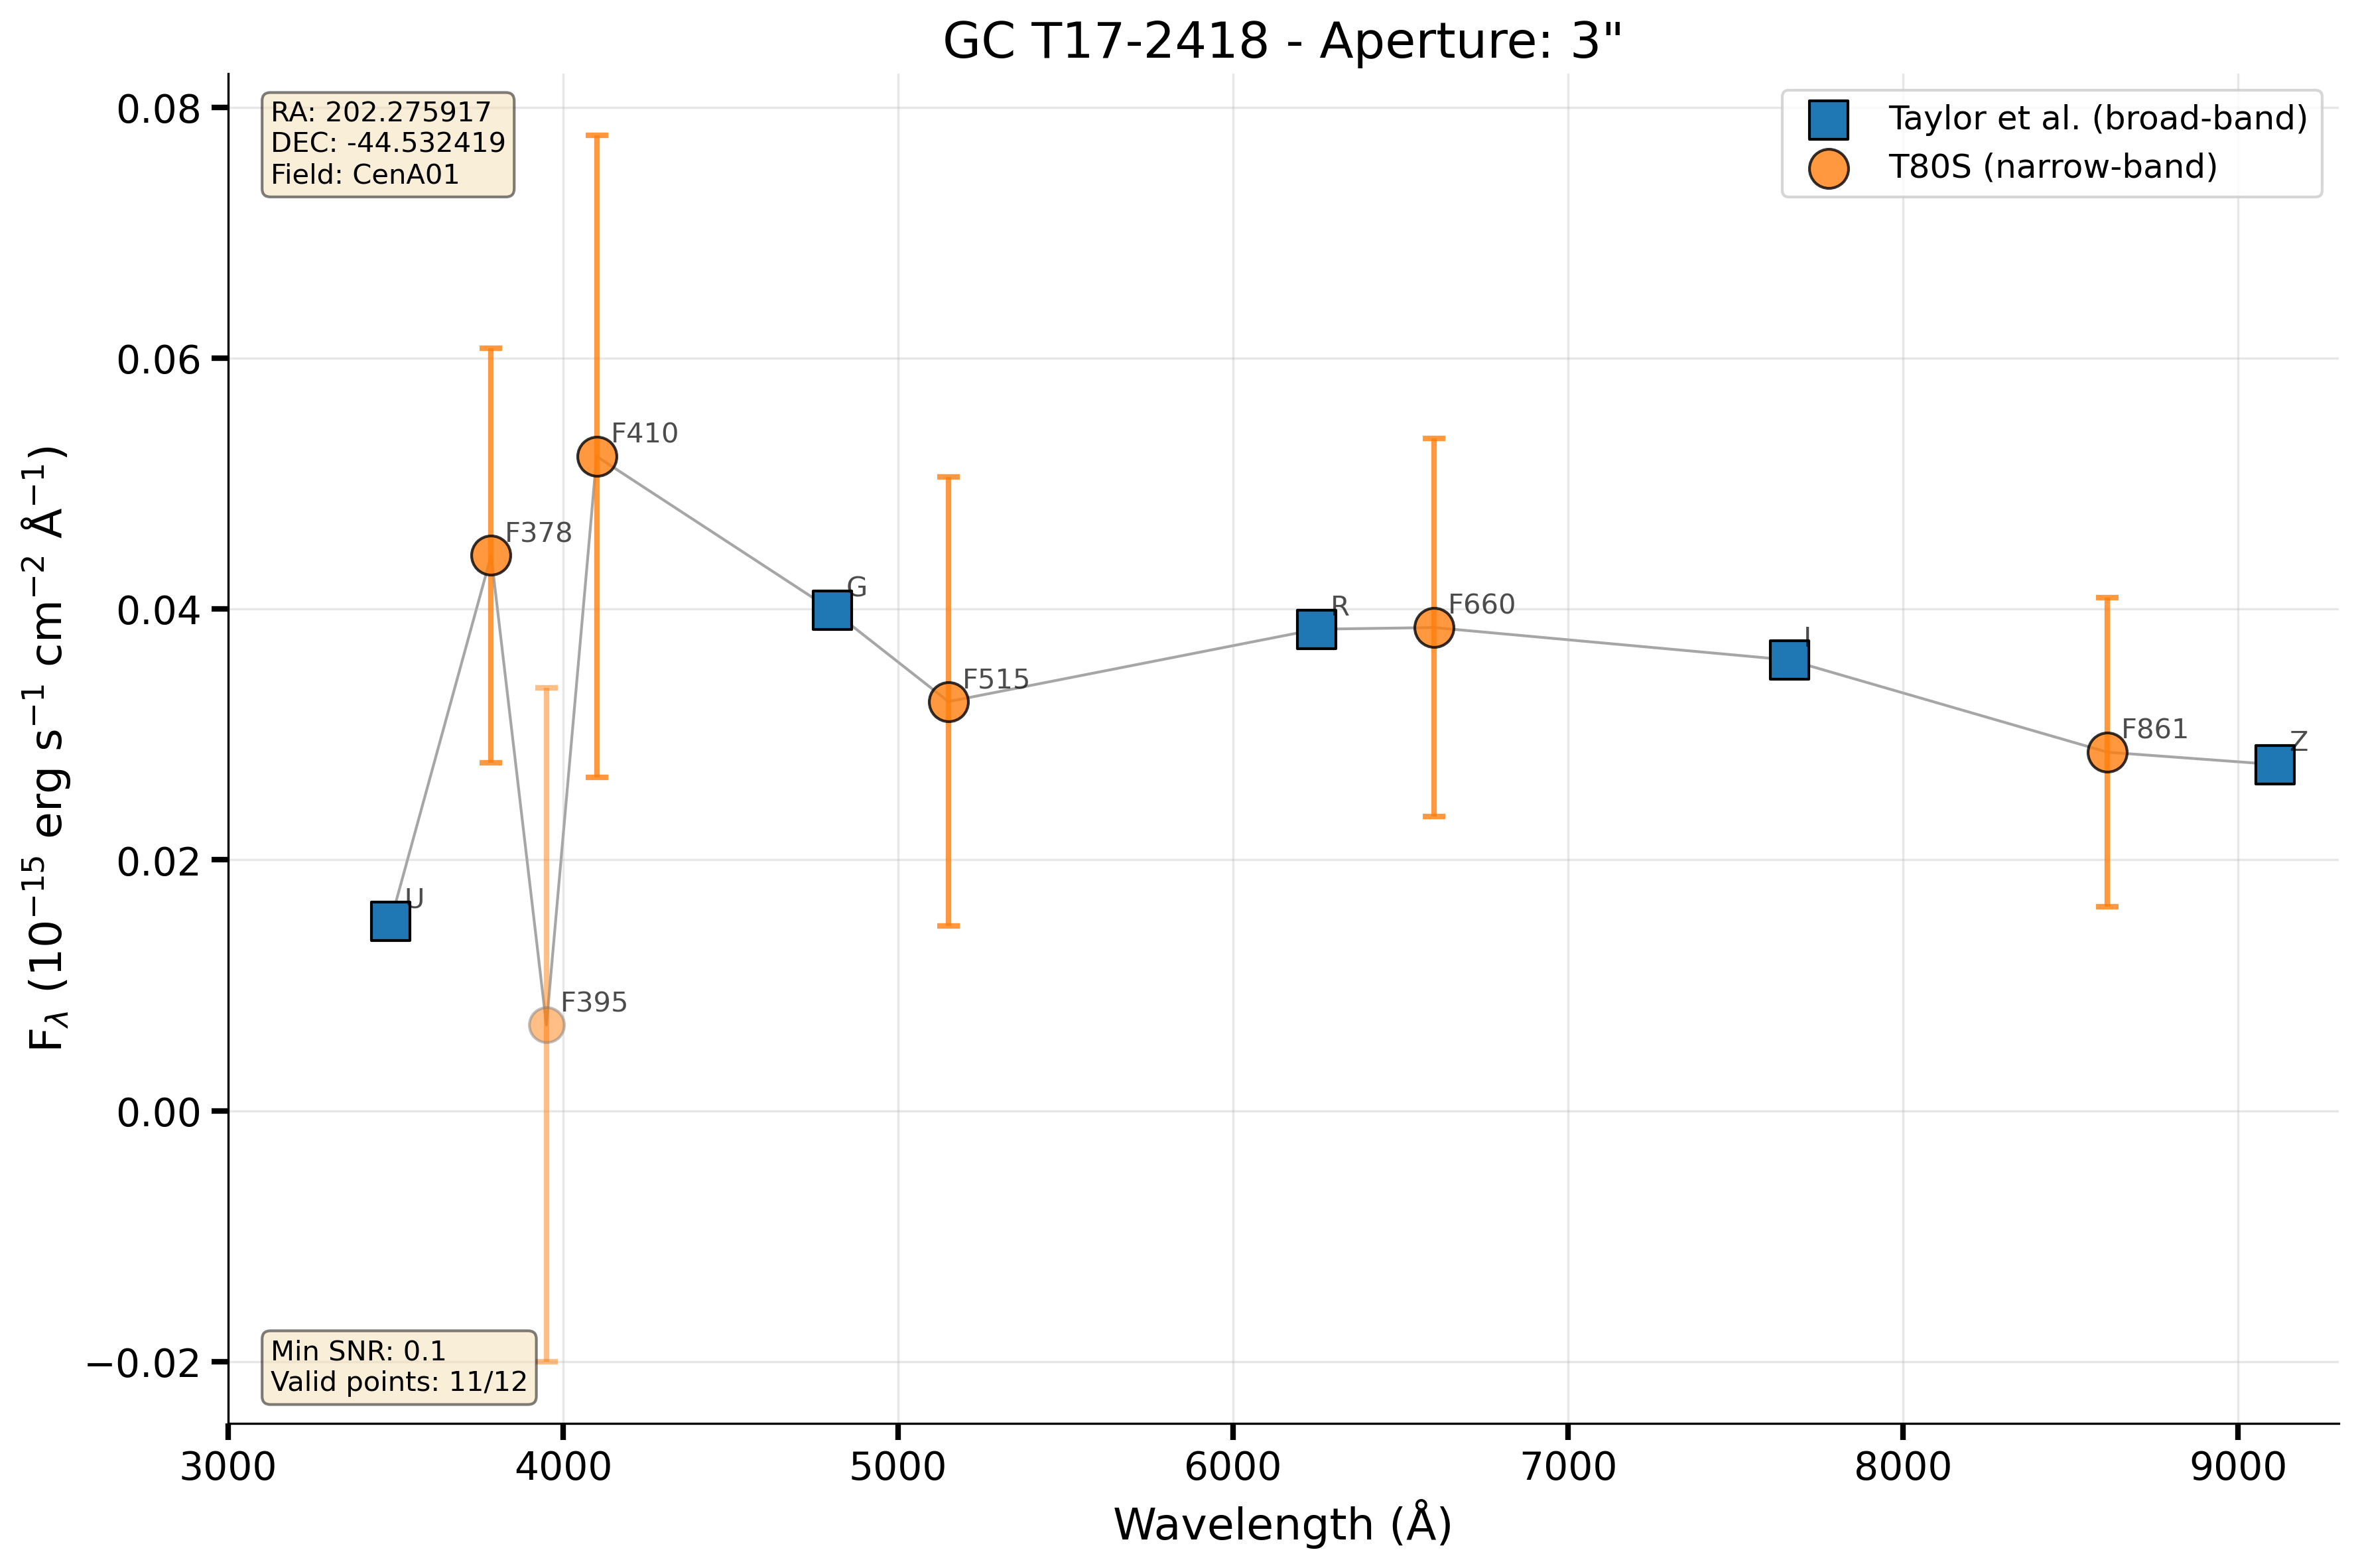 GC T17-2418 - Aperture: 3"
RA: 202.275917
DEC: -44.532419
Field: CenA01
Taylor et al. (broad-band)
T80S (narrow-band)
0.08
0.06
0.04
0.02
0.00
−0.02
F_λ (10⁻¹⁵ erg s⁻¹ cm⁻² Å⁻¹)
U
F378
F395
F410
G
F515
R
F660
I
F861
Z
Min SNR: 0.1
Valid points: 11/12
3000 4000 5000 6000 7000 8000 9000
Wavelength (Å)